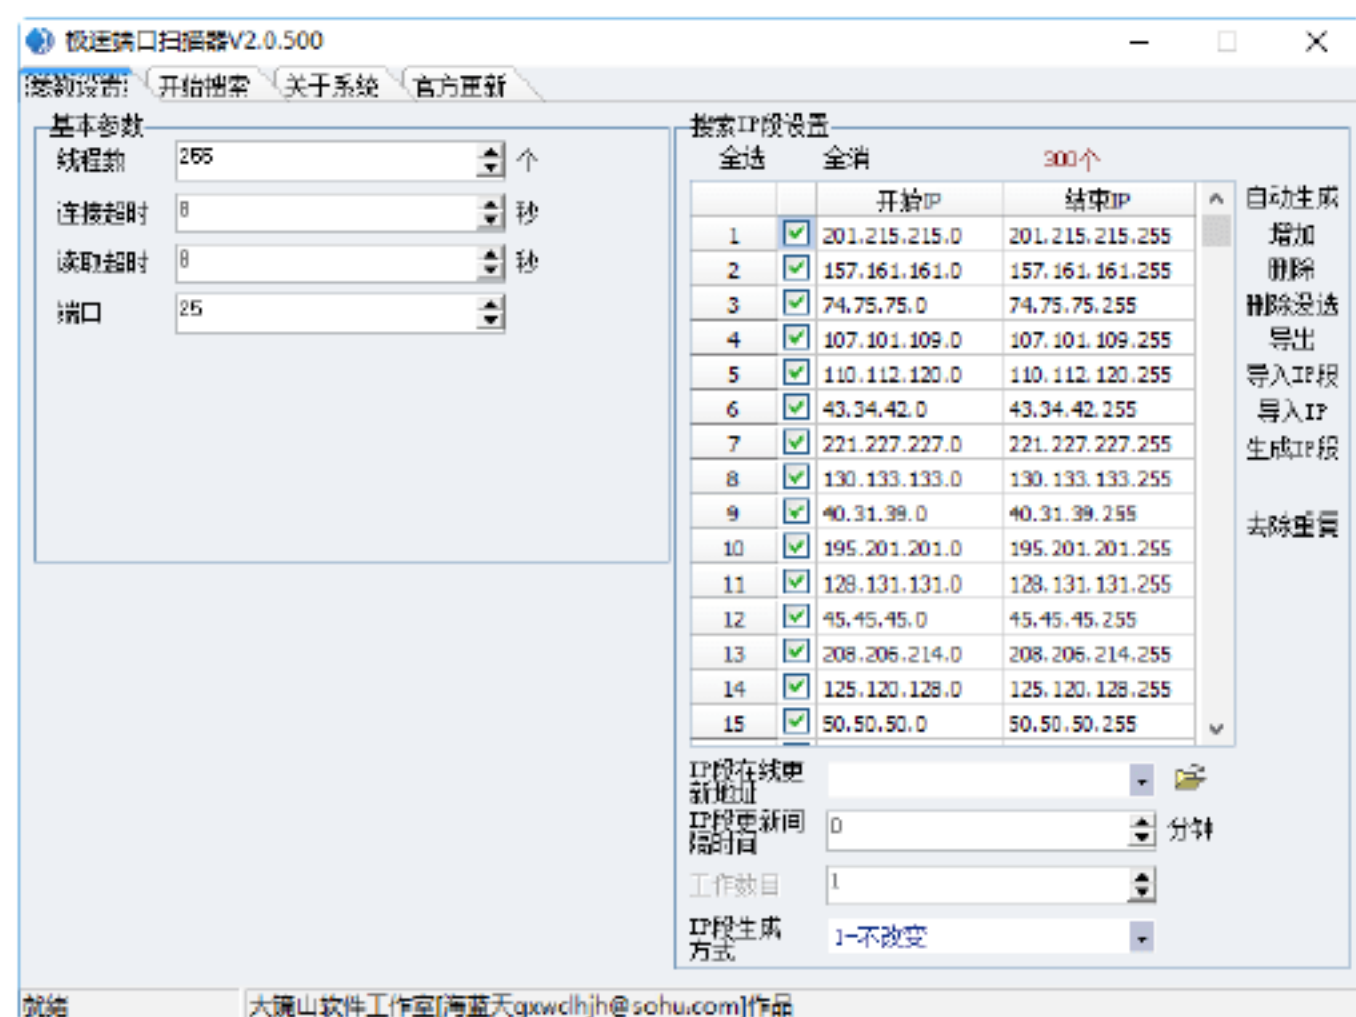 极速端口扫描器V2.0.500
参数设置 开始搜索 关于系统 官方更新
基本参数
线程数 255 个
连接超时 8 秒
读取超时 8 秒
端口 25
搜索IP段设置
全选 全消 300个
开始IP 结束IP
1 201.215.215.0 201.215.215.255
2 157.161.161.0 157.161.161.255
3 74.75.75.0 74.75.75.255
4 107.101.109.0 107.101.109.255
5 110.112.120.0 110.112.120.255
6 43.34.42.0 43.34.42.255
7 221.227.227.0 221.227.227.255
8 130.133.133.0 130.133.133.255
9 40.31.39.0 40.31.39.255
10 195.201.201.0 195.201.201.255
11 128.131.131.0 128.131.131.255
12 45.45.45.0 45.45.45.255
13 208.206.214.0 208.206.214.255
14 125.120.128.0 125.120.128.255
15 50.50.50.0 50.50.50.255
自动生成
增加
删除
删除没选
导出
导入IP段
导入IP
生成IP段
去除重复
IP段在线更
新地址
IP段更新间
隔时间 0 分钟
工作数目 1
IP段生成
方式 1-不改变
就绪 大镜山软件工作室[海蓝天gxwclhjh@sohu.com]作品